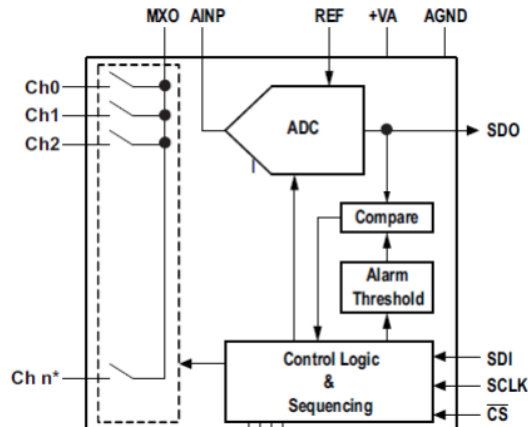 MXO AINP REF +VA AGND
Ch0
Ch1
Ch2
ADC
SDO
Compare
Alarm
Threshold
Control Logic
&
Sequencing
SDI
SCLK
CS
Ch n*